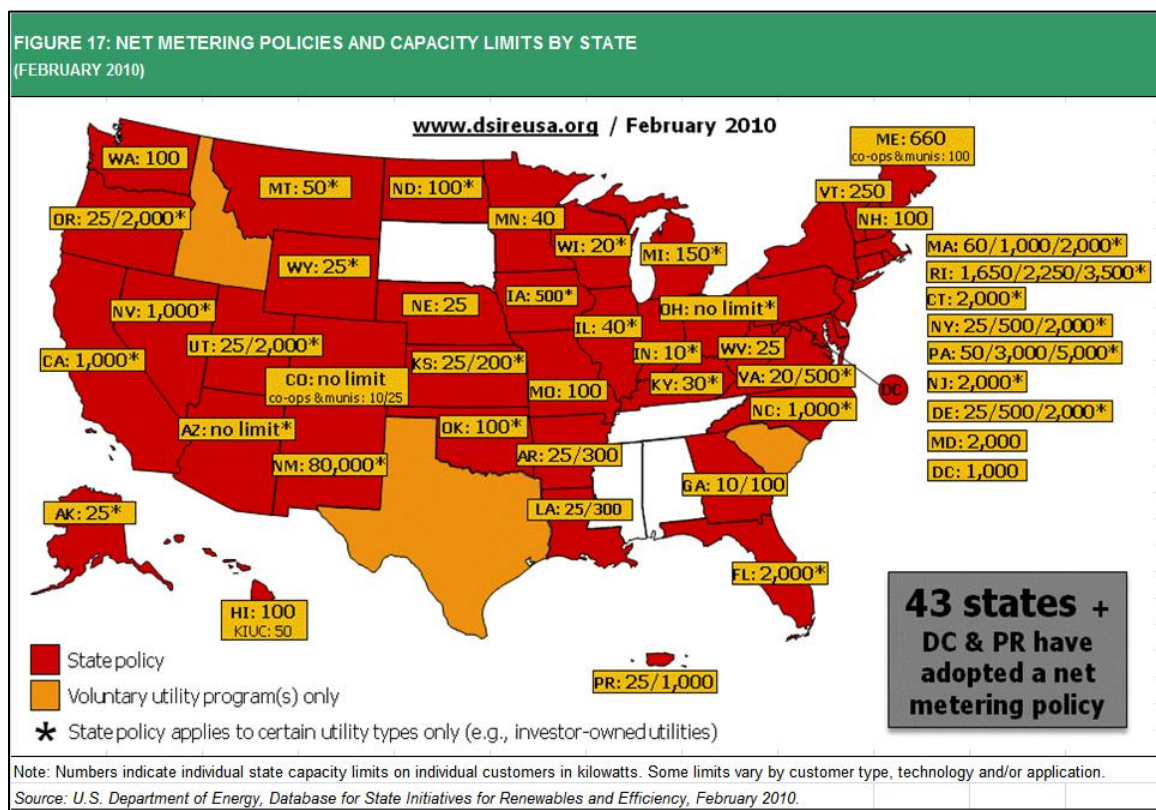 FIGURE 17: NET METERING POLICIES AND CAPACITY LIMITS BY STATE
(FEBRUARY 2010)
www.dsireusa.org / February 2010
ME: 660
co-ops & munis: 100
WA: 100
MT: 50*
ND: 100*
VT: 250
OR: 25/2,000*
MN: 40
NH: 100
WI: 20*
MI: 150*
MA: 60/1,000/2,000*
WY: 25*
RI: 1,650/2,250/3,500*
IA: 500*
CT: 2,000*
NV: 1,000*
NE: 25
OH: no limit*
NY: 25/500/2,000*
IL: 40*
UT: 25/2,000*
IN: 10*
WV: 25
PA: 50/3,000/5,000*
CA: 1,000*
KS: 25/200*
CO: no limit
co-ops & munis: 10/25
KY: 30*
VA: 20/500*
NJ: 2,000*
MO: 100
DC
NC: 1,000*
DE: 25/500/2,000*
AZ: no limit*
OK: 100*
MD: 2,000
NM: 80,000*
AR: 25/300
DC: 1,000
GA: 10/100
AK: 25*
LA: 25/300
FL: 2,000*
HI: 100
KIUC: 50
43 states +
DC & PR have
adopted a net
metering policy
State policy
PR: 25/1,000
Voluntary utility program(s) only
* State policy applies to certain utility types only (e.g., investor-owned utilities)
Note: Numbers indicate individual state capacity limits on individual customers in kilowatts. Some limits vary by customer type, technology and/or application.
Source: U.S. Department of Energy, Database for State Initiatives for Renewables and Efficiency, February 2010.